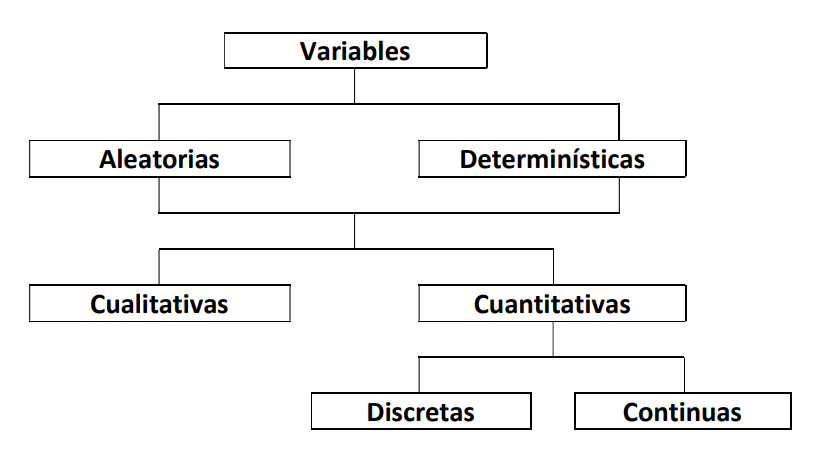 Variables
Aleatorias
Determinísticas
Cualitativas
Cuantitativas
Discretas
Continuas